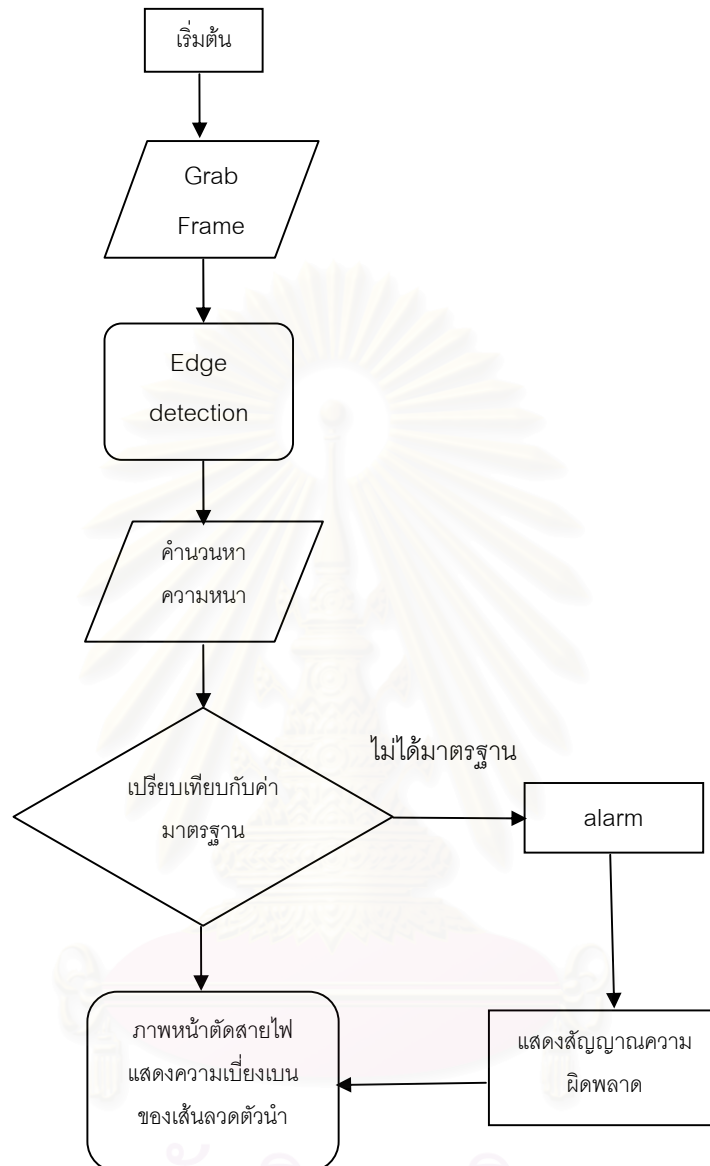 เริ่มต้น
Grab
Frame
Edge
detection
คำนวนหา
ความหนา
เปรียบเทียบกับค่า
มาตรฐาน
ไม่ได้มาตรฐาน
alarm
แสดงสัญญาณความ
ผิดพลาด
ภาพหน้าตัดสายไฟ
แสดงความเบี่ยงเบน
ของเส้นลวดตัวนำ